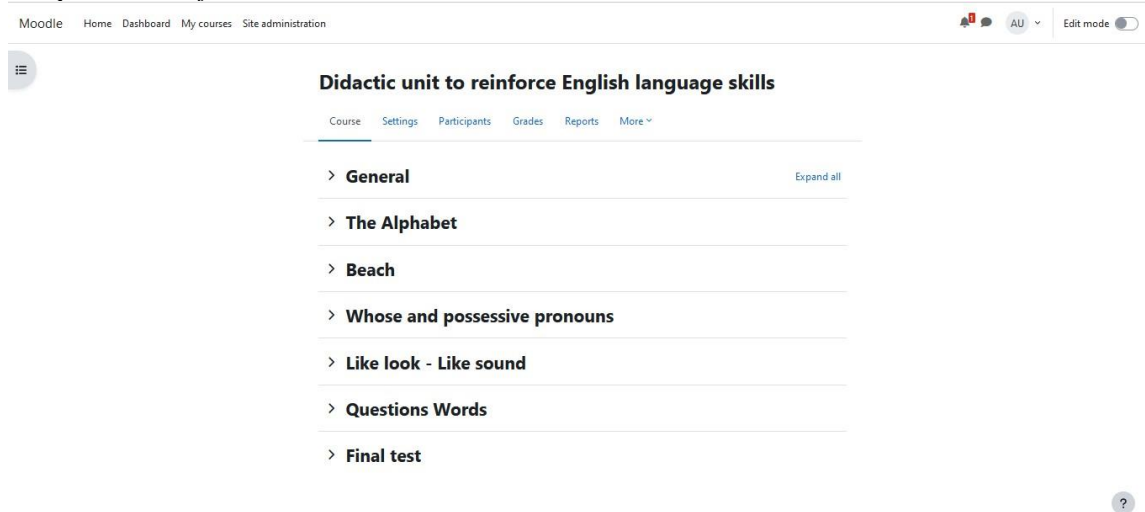 Moodle Home Dashboard My courses Site administration 1 AU Edit mode
Didactic unit to reinforce English language skills
Course Settings Participants Grades Reports More
General Expand all
The Alphabet
Beach
Whose and possessive pronouns
Like look - Like sound
Questions Words
Final test
?